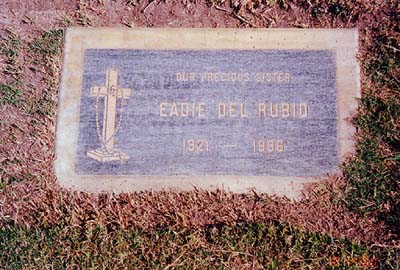 OUR PRECIOUS SISTER
EADIE DEL RUBIO
1921 — 1996